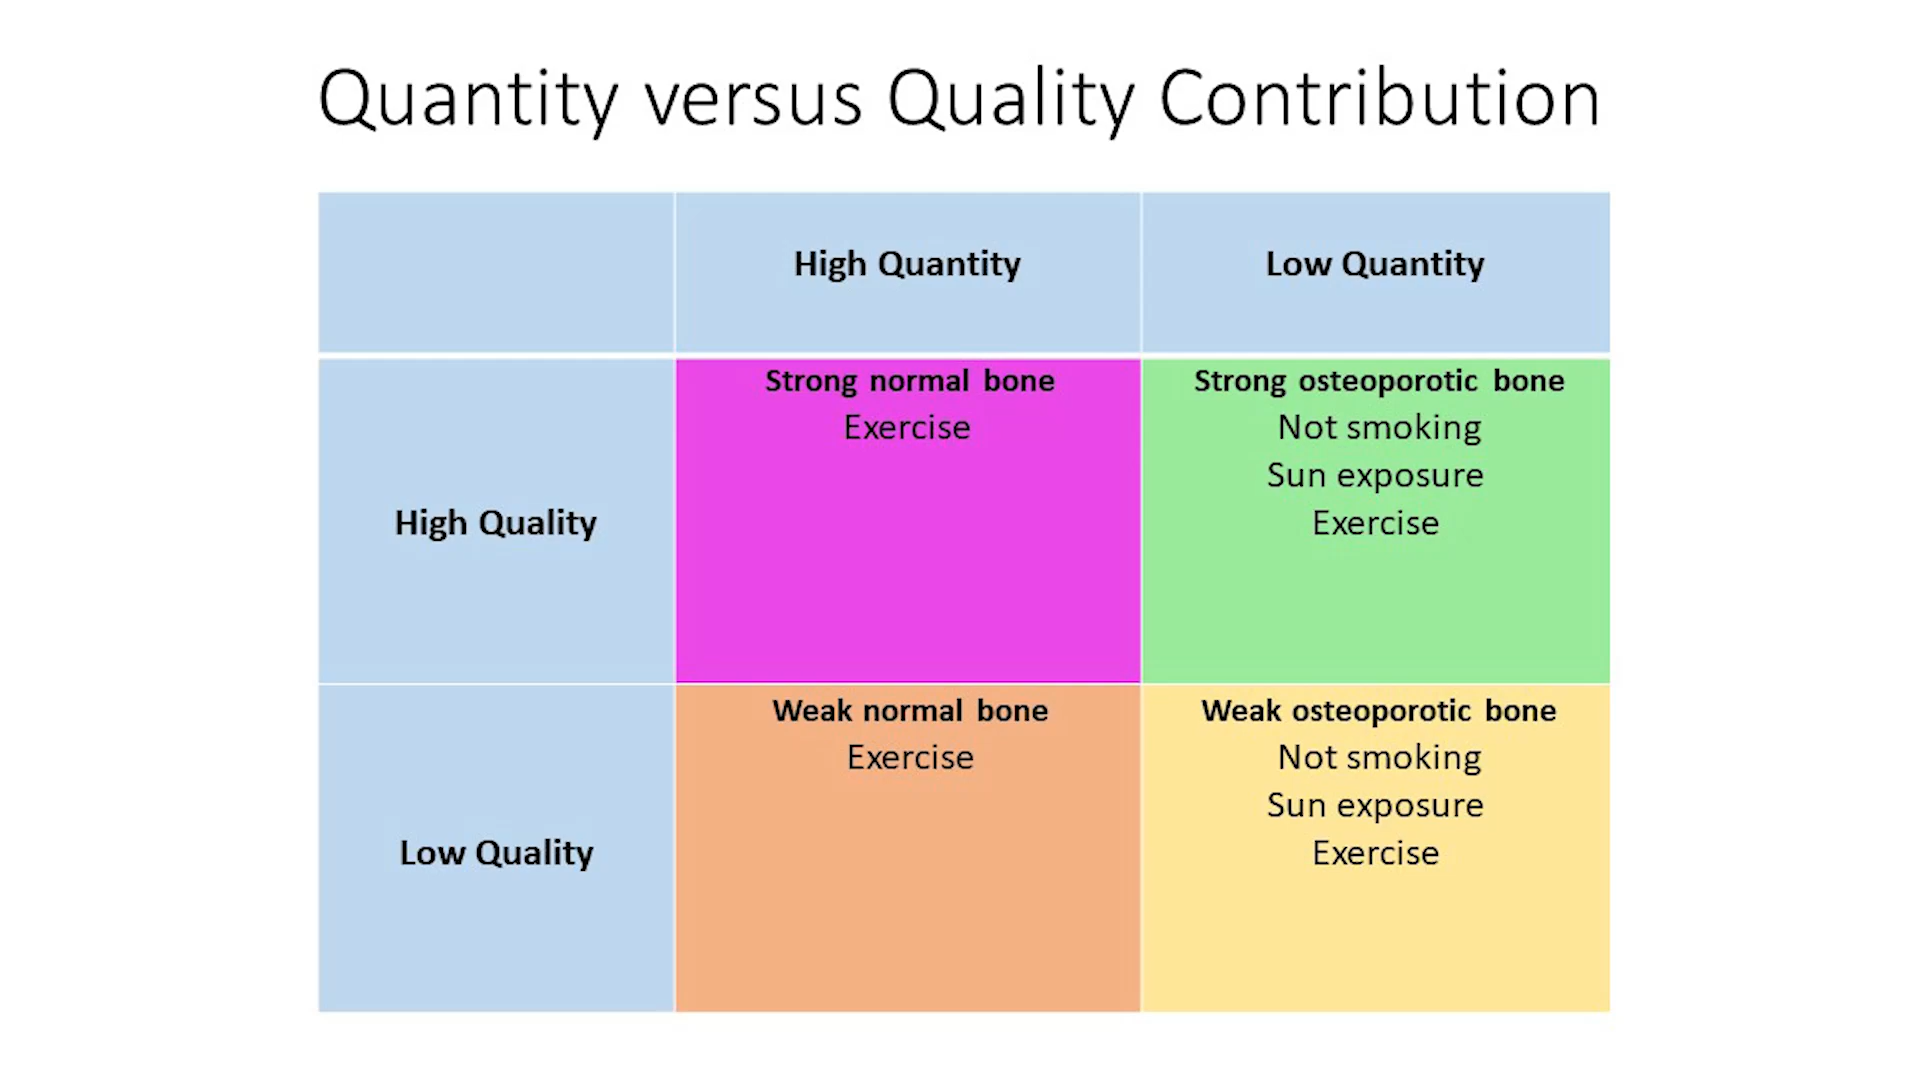 Quantity versus Quality Contribution
High Quantity
Low Quantity
High Quality
Strong normal bone
Exercise
Strong osteoporotic bone
Not smoking
Sun exposure
Exercise
Low Quality
Weak normal bone
Exercise
Weak osteoporotic bone
Not smoking
Sun exposure
Exercise